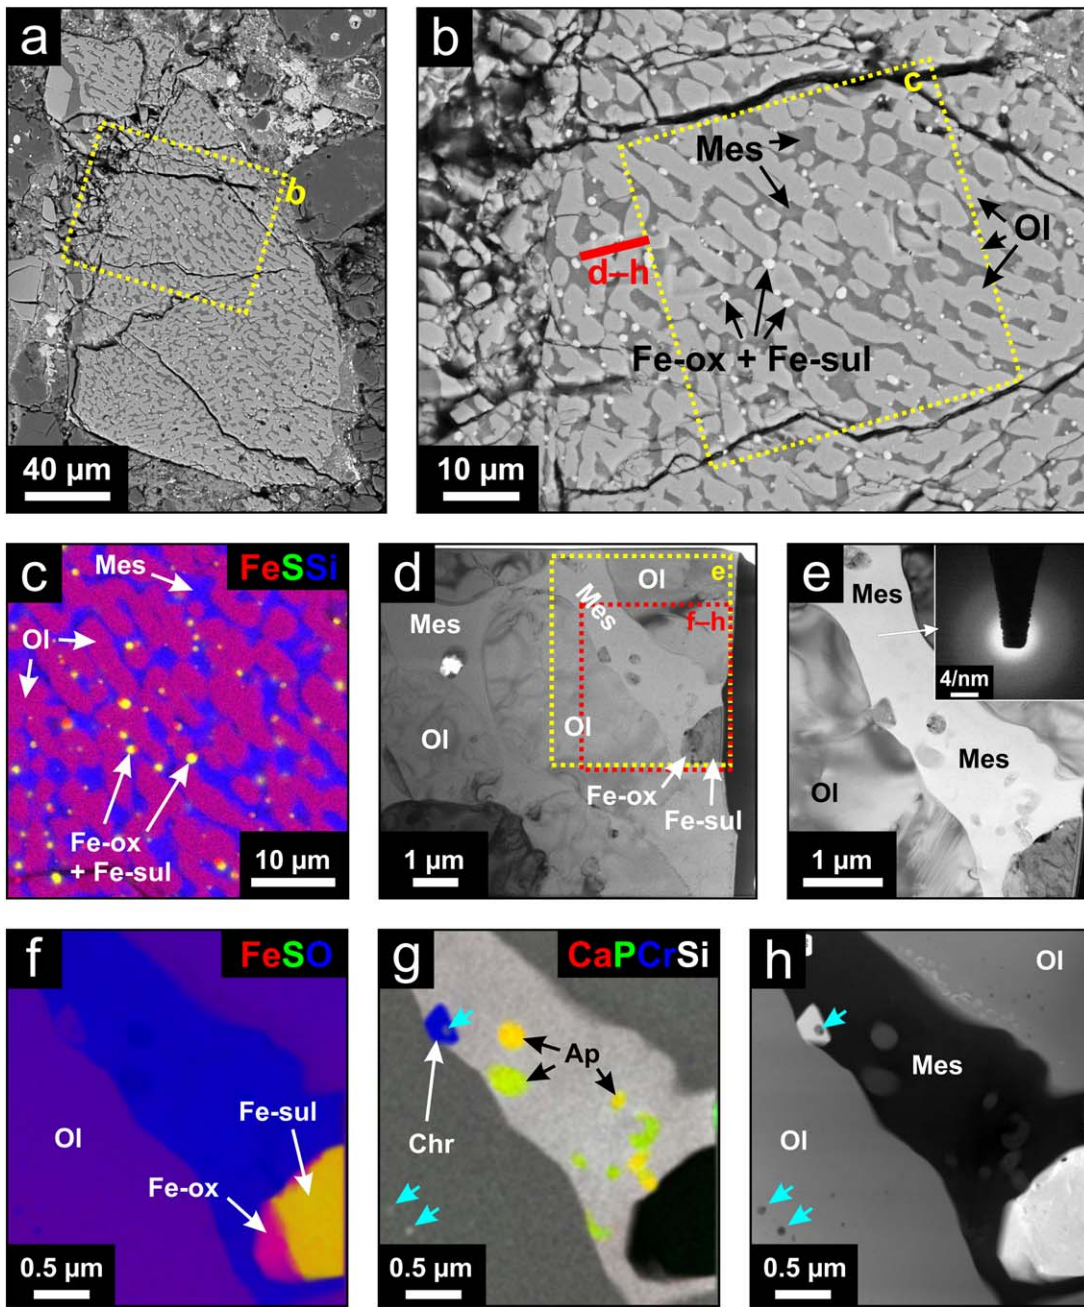 a
b
40 µm
b
c
Mes
Ol
d–h
Fe-ox + Fe-sul
10 µm
c
FeSSi
Mes
Ol
Fe-ox
+ Fe-sul
10 µm
d
e
Ol
Mes
Mes
f–h
Ol
Ol
Fe-ox
Fe-sul
1 µm
e
Mes
4/nm
Mes
Ol
1 µm
f
FeSO
Fe-sul
Ol
Fe-ox
0.5 µm
g
CaPCrSi
Ap
Chr
0.5 µm
h
Ol
Mes
Ol
0.5 µm